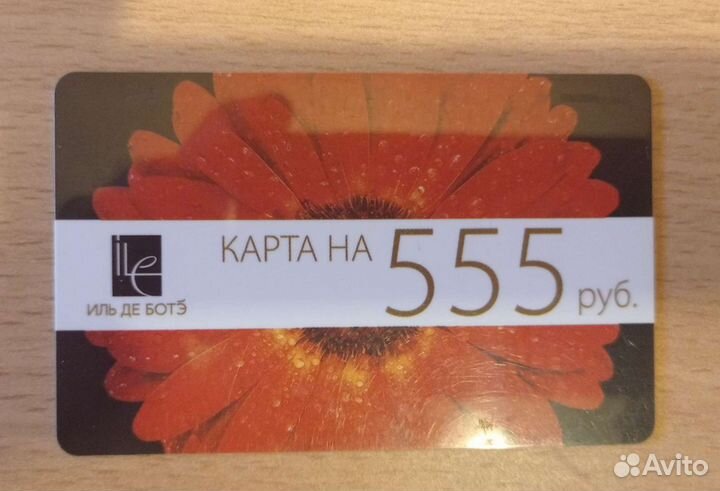 ile
ИЛЬ ДЕ БОТЭ
КАРТА НА 555 руб.
Avito